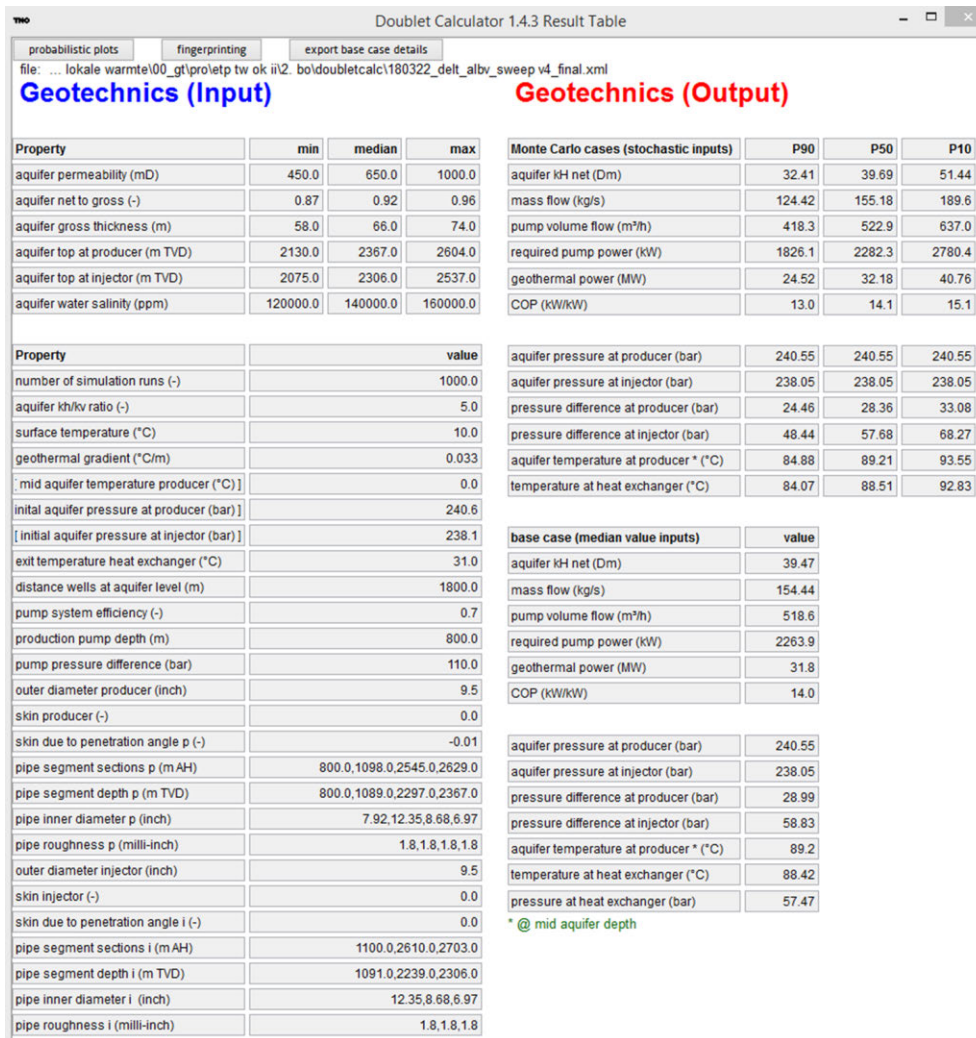 TNO Doublet Calculator 1.4.3 Result Table
probabilistic plots fingerprinting export base case details
file: ... lokale warmte\00_gt\pro\etp tw ok ii\2. bo\doubletcalc\180322_delt_albv_sweep v4_final.xml
Geotechnics (Input)
Property min median max
aquifer permeability (mD) 450.0 650.0 1000.0
aquifer net to gross (-) 0.87 0.92 0.96
aquifer gross thickness (m) 58.0 66.0 74.0
aquifer top at producer (m TVD) 2130.0 2367.0 2604.0
aquifer top at injector (m TVD) 2075.0 2306.0 2537.0
aquifer water salinity (ppm) 120000.0 140000.0 160000.0
Property value
number of simulation runs (-) 1000.0
aquifer kh/kv ratio (-) 5.0
surface temperature (°C) 10.0
geothermal gradient (°C/m) 0.033
[ mid aquifer temperature producer (°C) ] 0.0
inital aquifer pressure at producer (bar) ] 240.6
[ initial aquifer pressure at injector (bar) ] 238.1
exit temperature heat exchanger (°C) 31.0
distance wells at aquifer level (m) 1800.0
pump system efficiency (-) 0.7
production pump depth (m) 800.0
pump pressure difference (bar) 110.0
outer diameter producer (inch) 9.5
skin producer (-) 0.0
skin due to penetration angle p (-) -0.01
pipe segment sections p (m AH) 800.0,1098.0,2545.0,2629.0
pipe segment depth p (m TVD) 800.0,1089.0,2297.0,2367.0
pipe inner diameter p (inch) 7.92,12.35,8.68,6.97
pipe roughness p (milli-inch) 1.8,1.8,1.8,1.8
outer diameter injector (inch) 9.5
skin injector (-) 0.0
skin due to penetration angle i (-) 0.0
pipe segment sections i (m AH) 1100.0,2610.0,2703.0
pipe segment depth i (m TVD) 1091.0,2239.0,2306.0
pipe inner diameter i (inch) 12.35,8.68,6.97
pipe roughness i (milli-inch) 1.8,1.8,1.8
Geotechnics (Output)
Monte Carlo cases (stochastic inputs) P90 P50 P10
aquifer kH net (Dm) 32.41 39.69 51.44
mass flow (kg/s) 124.42 155.18 189.6
pump volume flow (m³/h) 418.3 522.9 637.0
required pump power (kW) 1826.1 2282.3 2780.4
geothermal power (MW) 24.52 32.18 40.76
COP (kW/kW) 13.0 14.1 15.1
aquifer pressure at producer (bar) 240.55 240.55 240.55
aquifer pressure at injector (bar) 238.05 238.05 238.05
pressure difference at producer (bar) 24.46 28.36 33.08
pressure difference at injector (bar) 48.44 57.68 68.27
aquifer temperature at producer * (°C) 84.88 89.21 93.55
temperature at heat exchanger (°C) 84.07 88.51 92.83
base case (median value inputs) value
aquifer kH net (Dm) 39.47
mass flow (kg/s) 154.44
pump volume flow (m³/h) 518.6
required pump power (kW) 2263.9
geothermal power (MW) 31.8
COP (kW/kW) 14.0
aquifer pressure at producer (bar) 240.55
aquifer pressure at injector (bar) 238.05
pressure difference at producer (bar) 28.99
pressure difference at injector (bar) 58.83
aquifer temperature at producer * (°C) 89.2
temperature at heat exchanger (°C) 88.42
pressure at heat exchanger (bar) 57.47
* @ mid aquifer depth